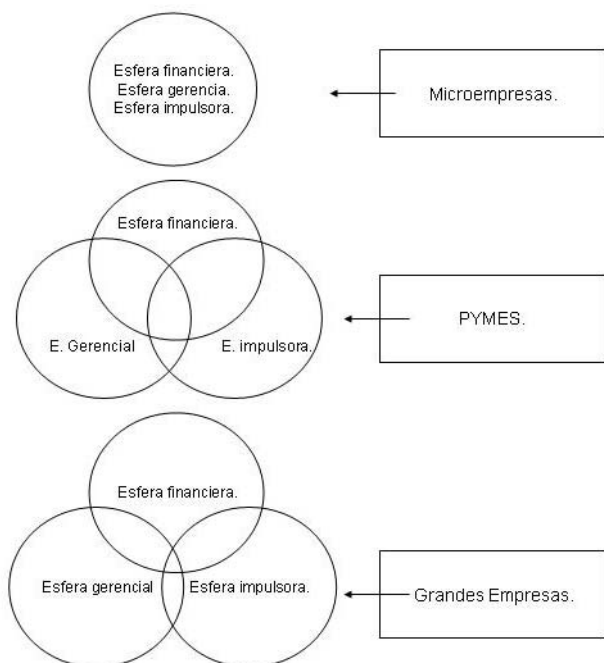 Esfera financiera.
Esfera gerencia.
Esfera impulsora.
Microempresas.
Esfera financiera.
E. Gerencial
E. impulsora.
PYMES.
Esfera financiera.
Esfera gerencial
Esfera impulsora.
Grandes Empresas.